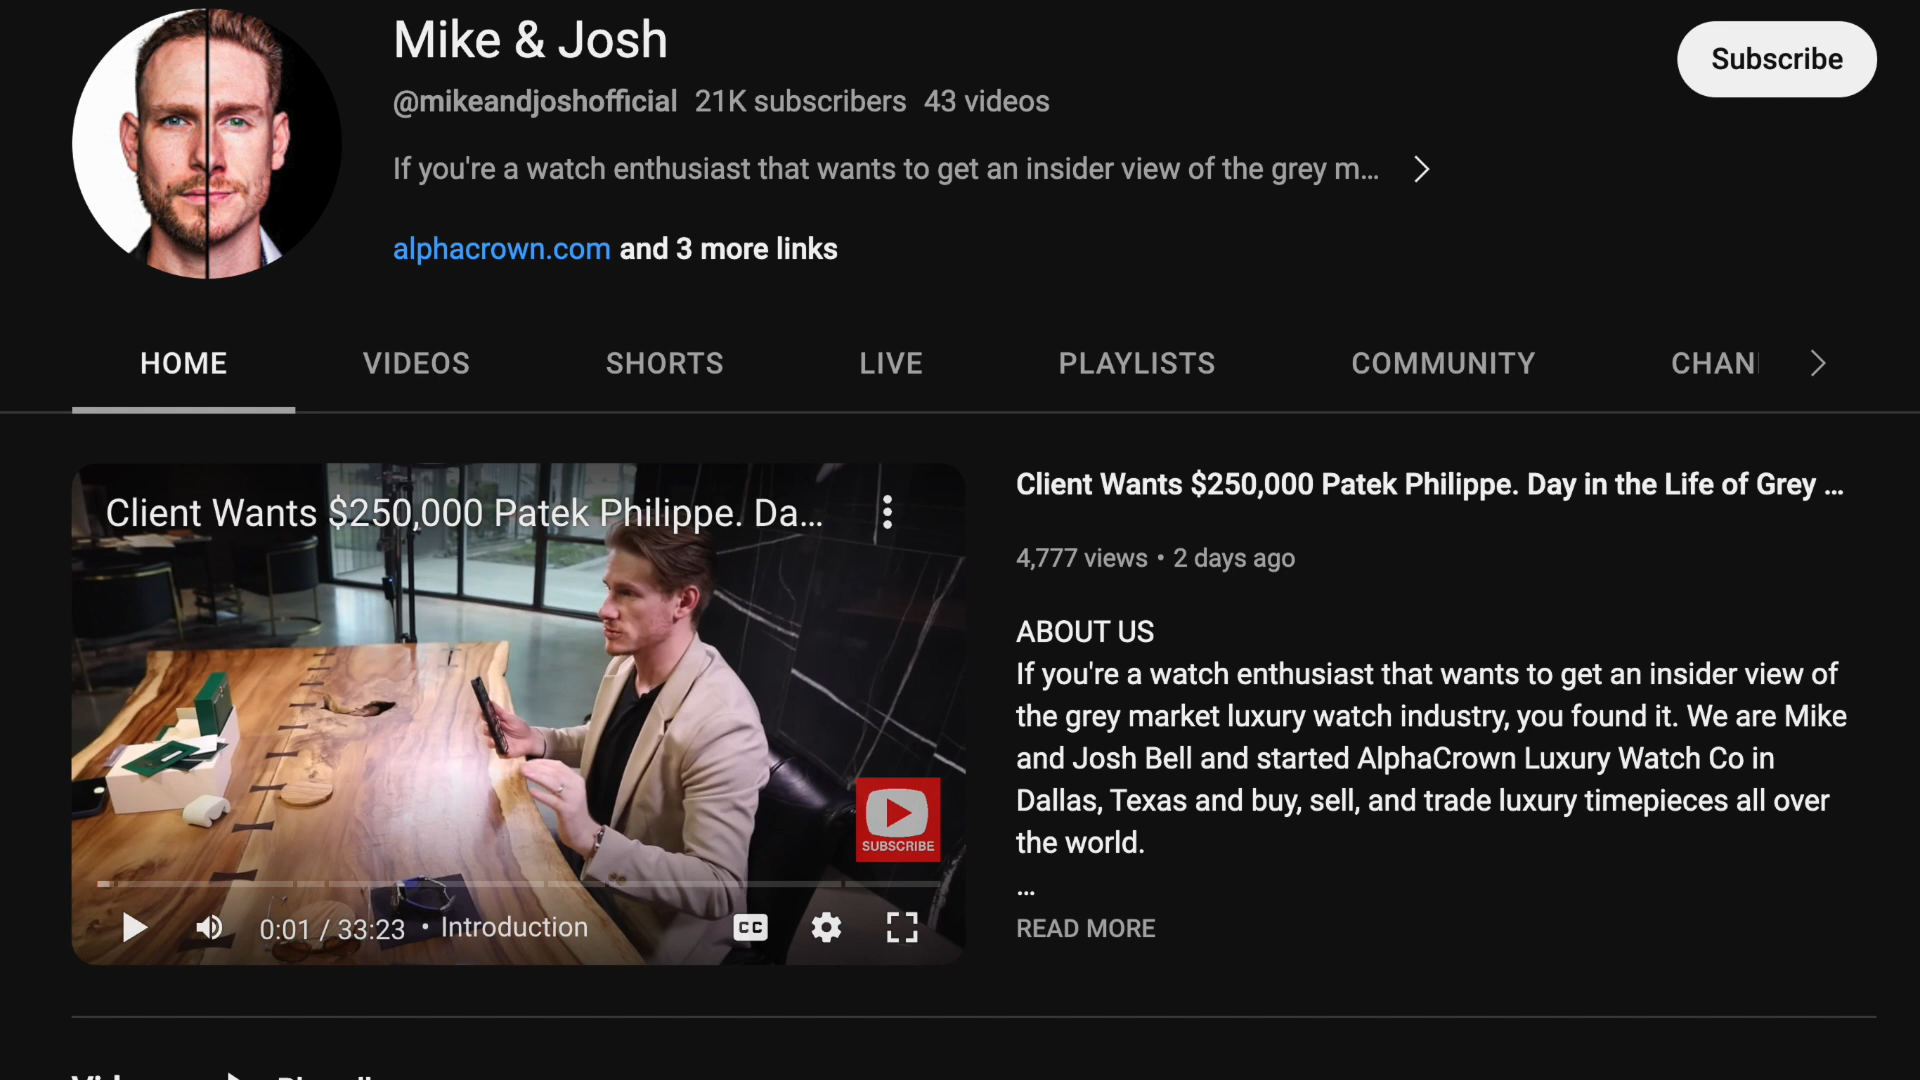 Mike & Josh
Subscribe
@mikeandjoshofficial 21K subscribers 43 videos
If you're a watch enthusiast that wants to get an insider view of the grey m...
alphacrown.com and 3 more links
HOME VIDEOS SHORTS LIVE PLAYLISTS COMMUNITY CHAN
Client Wants $250,000 Patek Philippe. Da...
SUBSCRIBE
0:01 / 33:23 • Introduction
CC
Client Wants $250,000 Patek Philippe. Day in the Life of Grey ...
4,777 views • 2 days ago
ABOUT US
If you're a watch enthusiast that wants to get an insider view of
the grey market luxury watch industry, you found it. We are Mike
and Josh Bell and started AlphaCrown Luxury Watch Co in
Dallas, Texas and buy, sell, and trade luxury timepieces all over
the world.
...
READ MORE